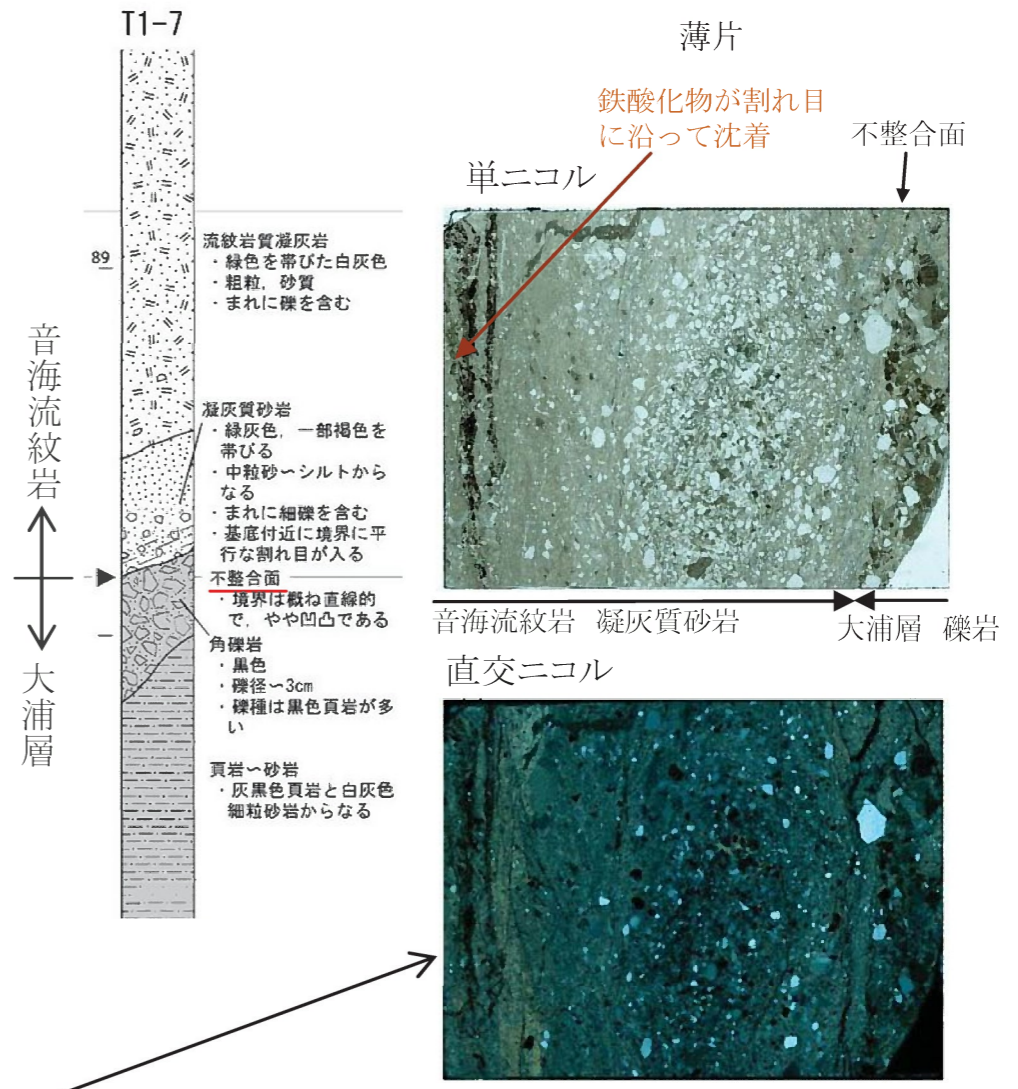 T1-7
89
流紋岩質凝灰岩
・緑色を帯びた白灰色
・粗粒，砂質
・まれに礫を含む
凝灰質砂岩
・緑灰色，一部褐色を
帯びる
・中粒砂～シルトから
なる
・まれに細礫を含む
・基底付近に境界に平
行な割れ目が入る
不整合面
・境界は概ね直線的
で，やや凹凸である
角礫岩
・黒色
・礫径～3cm
・礫種は黒色頁岩が多
い
頁岩～砂岩
・灰黒色頁岩と白灰色
細粒砂岩からなる
音海流紋岩
大浦層
薄片
鉄酸化物が割れ目
に沿って沈着
不整合面
単ニコル
音海流紋岩 凝灰質砂岩
大浦層 礫岩
直交ニコル